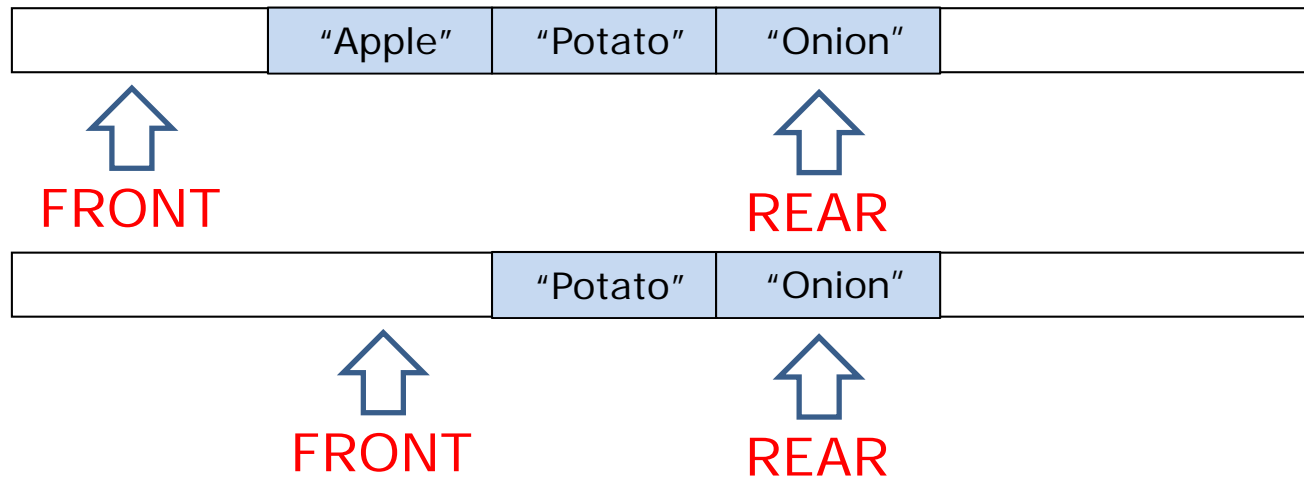 “Apple” “Potato” “Onion”
FRONT REAR
“Potato” “Onion”
FRONT REAR